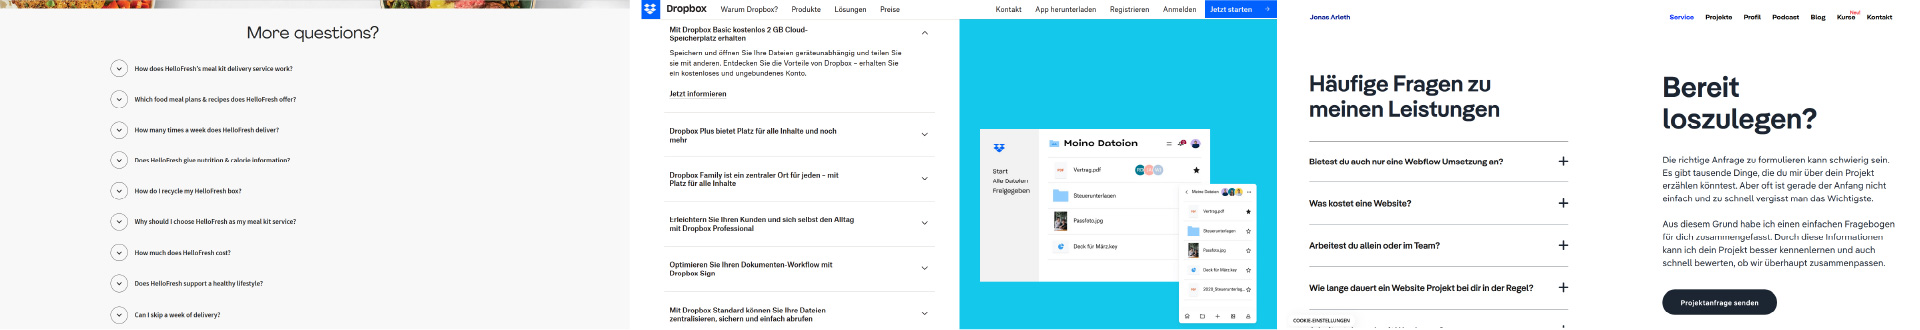 More questions?
How does HelloFresh's meal kit delivery service work?
Which food meal plans & recipes does HelloFresh offer?
How many times a week does HelloFresh deliver?
Does HelloFresh give nutrition & calorie information?
How do I recycle my HelloFresh box?
Why should I choose HelloFresh as my meal kit service?
How much does HelloFresh cost?
Does HelloFresh support a healthy lifestyle?
Can I skip a week of delivery?
Dropbox Warum Dropbox? Produkte Lösungen Preise Kontakt App herunterladen Registrieren Anmelden Jetzt starten
Mit Dropbox Basic kostenlos 2 GB Cloud-
Speicherplatz erhalten
Speichern und öffnen Sie Ihre Dateien geräteunabhängig und teilen Sie
sie mit anderen. Entdecken Sie die Vorteile von Dropbox – erhalten Sie
ein kostenloses und ungebundenes Konto.
Jetzt informieren
Dropbox Plus bietet Platz für alle Inhalte und noch
mehr
Dropbox Family ist ein zentraler Ort für jeden – mit
Platz für alle Inhalte
Erleichtern Sie Ihren Kunden und sich selbst den Alltag
mit Dropbox Professional
Optimieren Sie Ihren Dokumenten-Workflow mit
Dropbox Sign
Mit Dropbox Standard können Sie Ihre Dateien
zentralisieren, sichern und einfach abrufen
Start
Alle Dateien
Freigegeben
Meine Dateien
Vertrag.pdf
Steuerunterlagen
Passfoto.jpg
Deck für März.key
Meine Dateien
Vertrag.pdf
Steuerunterlagen
Passfoto.jpg
Deck für März.key
2020_Steuerunterlag...
Jonas Arleth Service Projekte Profil Podcast Blog Kurse Neu! Kontakt
Häufige Fragen zu
meinen Leistungen
Bietest du auch nur eine Webflow Umsetzung an?
Was kostet eine Website?
Arbeitest du allein oder im Team?
Wie lange dauert ein Website Projekt bei dir in der Regel?
COOKIE-EINSTELLUNGEN
Bereit
loszulegen?
Die richtige Anfrage zu formulieren kann schwierig sein.
Es gibt tausende Dinge, die du mir über dein Projekt
erzählen könntest. Aber oft ist gerade der Anfang nicht
einfach und zu schnell vergisst man das Wichtigste.
Aus diesem Grund habe ich einen einfachen Fragebogen
für dich zusammengefasst. Durch diese Informationen
kann ich dein Projekt besser kennenlernen und auch
schnell bewerten, ob wir überhaupt zusammenpassen.
Projektanfrage senden